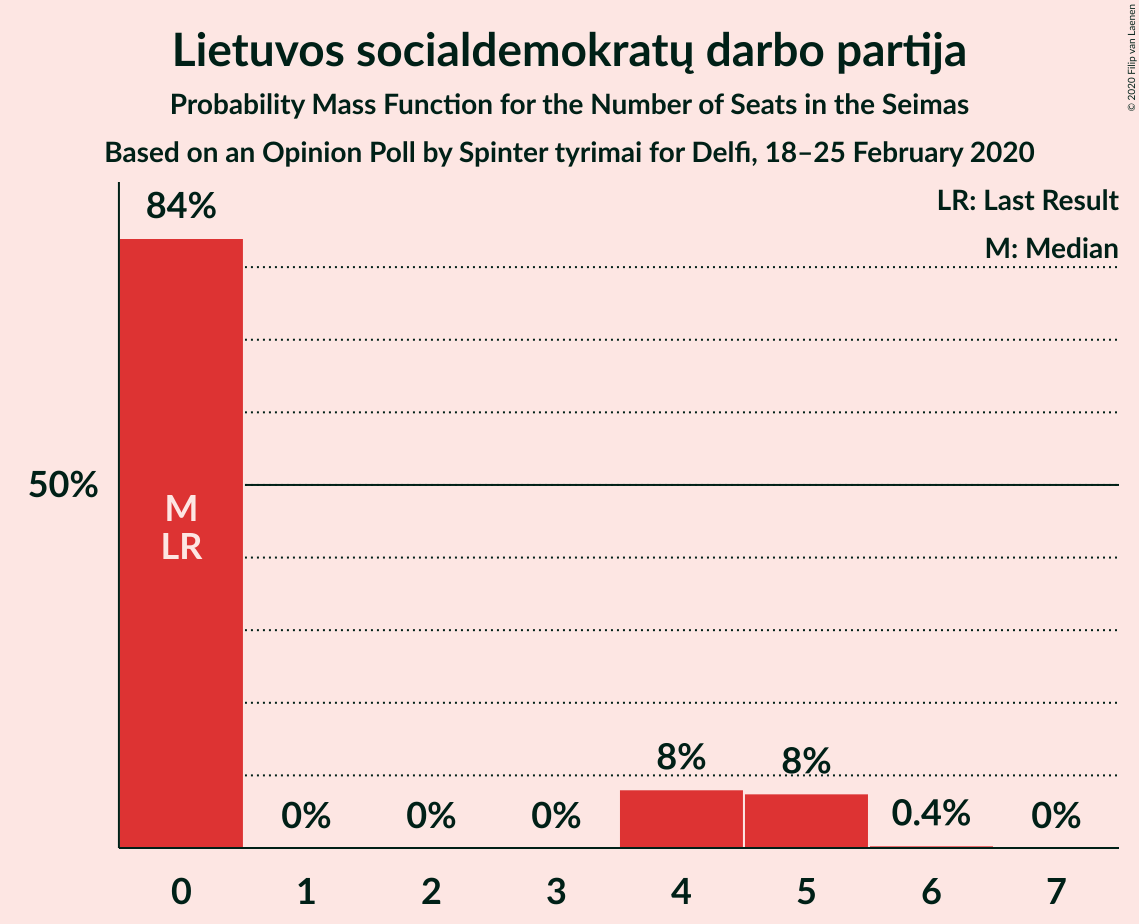 Lietuvos socialdemokratų darbo partija
Probability Mass Function for the Number of Seats in the Seimas
Based on an Opinion Poll by Spinter tyrimai for Delfi, 18–25 February 2020
© 2020 Filip van Laenen
LR: Last Result
M: Median
84%
50%
M
LR
0%
0%
0%
8%
8%
0.4%
0%
0
1
2
3
4
5
6
7